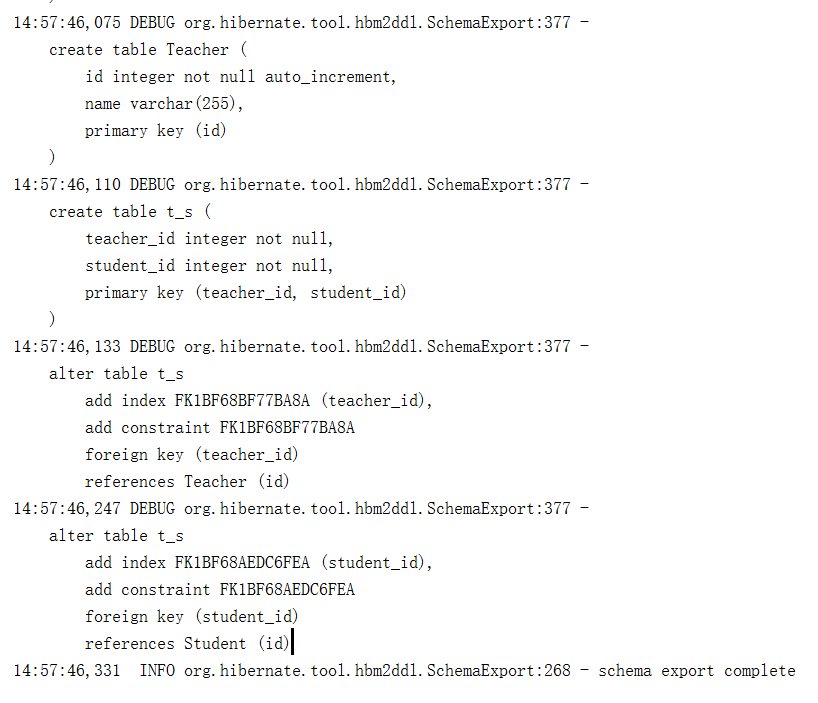 14:57:46,075 DEBUG org.hibernate.tool.hbm2ddl.SchemaExport:377 -
    create table Teacher (
        id integer not null auto_increment,
        name varchar(255),
        primary key (id)
    )
14:57:46,110 DEBUG org.hibernate.tool.hbm2ddl.SchemaExport:377 -
    create table t_s (
        teacher_id integer not null,
        student_id integer not null,
        primary key (teacher_id, student_id)
    )
14:57:46,133 DEBUG org.hibernate.tool.hbm2ddl.SchemaExport:377 -
    alter table t_s
        add index FK1BF68BF77BA8A (teacher_id),
        add constraint FK1BF68BF77BA8A
        foreign key (teacher_id)
        references Teacher (id)
14:57:46,247 DEBUG org.hibernate.tool.hbm2ddl.SchemaExport:377 -
    alter table t_s
        add index FK1BF68AEDC6FEA (student_id),
        add constraint FK1BF68AEDC6FEA
        foreign key (student_id)
        references Student (id)
14:57:46,331  INFO org.hibernate.tool.hbm2ddl.SchemaExport:268 - schema export complete